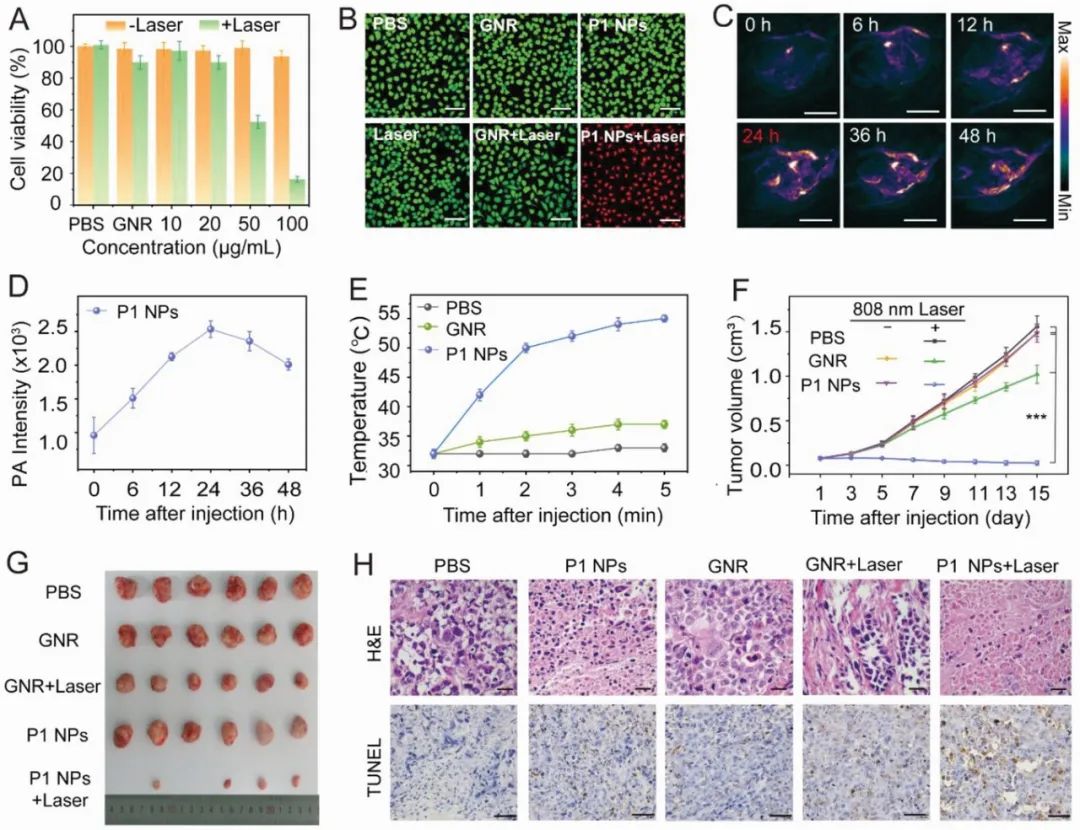 A
-Laser +Laser
Cell viability (%)
100
80
60
40
20
0
PBS GNR 10 20 50 100
Concentration (μg/mL)
B
PBS GNR P1 NPs
Laser GNR+Laser P1 NPs+Laser
C
0 h 6 h 12 h
24 h 36 h 48 h
Max
Min
D
P1 NPs
PA Intensity (x10³)
2.5
2.0
1.5
1.0
0 6 12 24 36 48
Time after injection (h)
E
PBS
GNR
P1 NPs
Temperature (℃)
55
50
45
40
35
30
0 1 2 3 4 5
Time after injection (min)
F
808 nm Laser
− +
PBS
GNR
P1 NPs
***
Tumor volume (cm³)
1.5
1.0
0.5
0.0
1 3 5 7 9 11 13 15
Time after injection (day)
G
PBS
GNR
GNR+Laser
P1 NPs
P1 NPs
+Laser
H
PBS P1 NPs GNR GNR+Laser P1 NPs+Laser
H&E
TUNEL